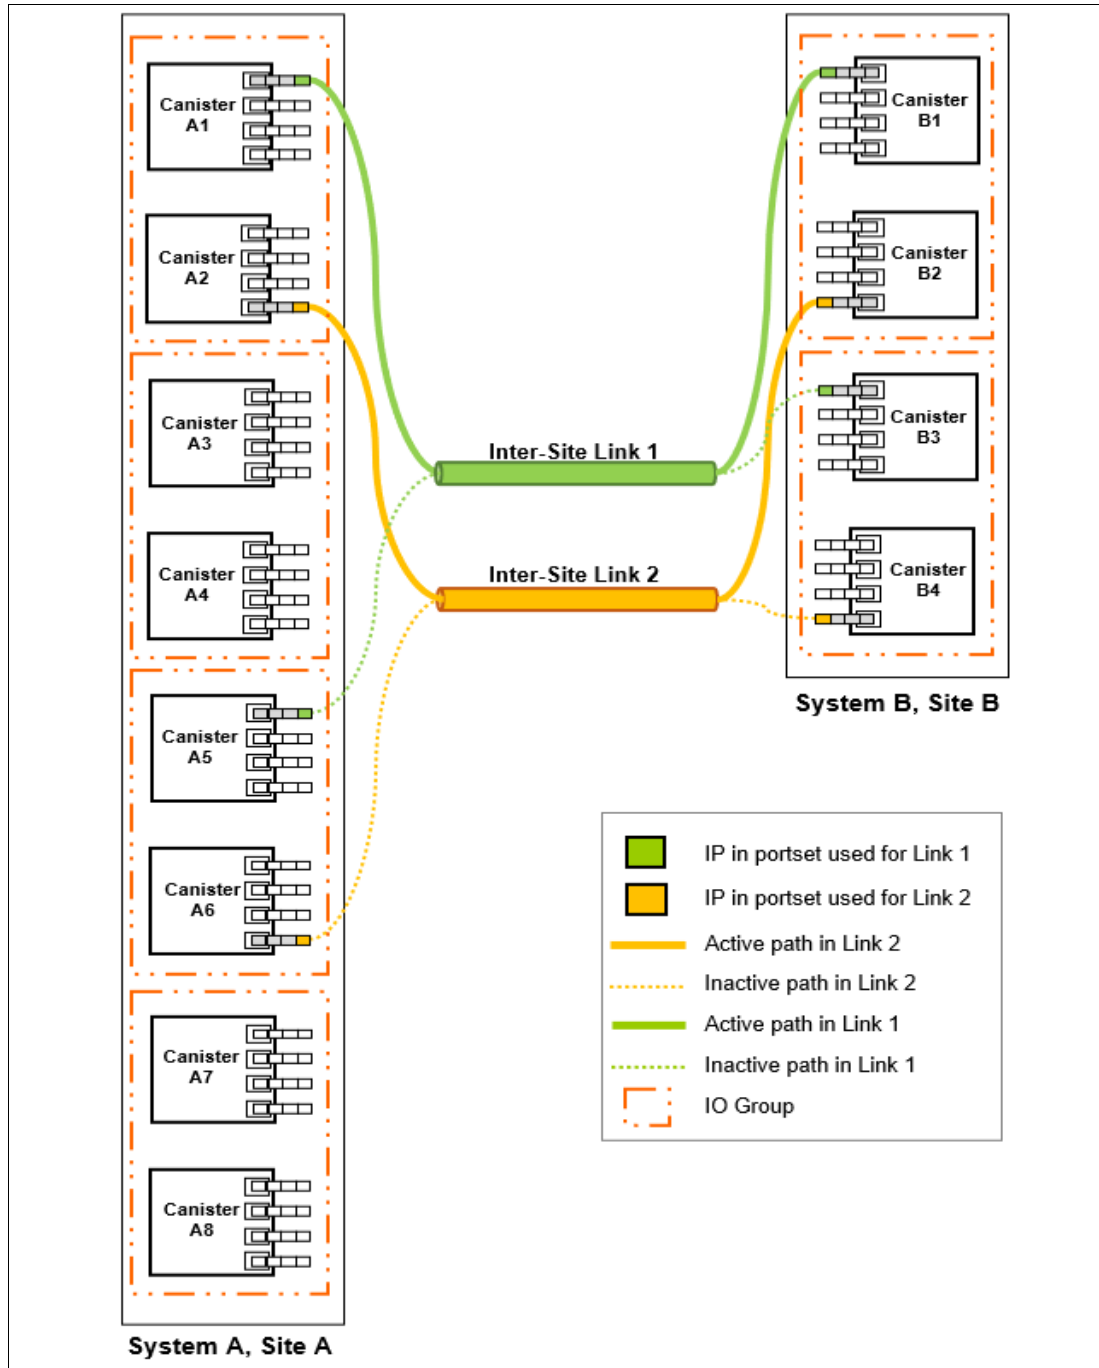 Canister
A1
Canister
A2
Canister
A3
Canister
A4
Canister
A5
Canister
A6
Canister
A7
Canister
A8
System A, Site A
Inter-Site Link 1
Inter-Site Link 2
Canister
B1
Canister
B2
Canister
B3
Canister
B4
System B, Site B
IP in portset used for Link 1
IP in portset used for Link 2
Active path in Link 2
Inactive path in Link 2
Active path in Link 1
Inactive path in Link 1
IO Group